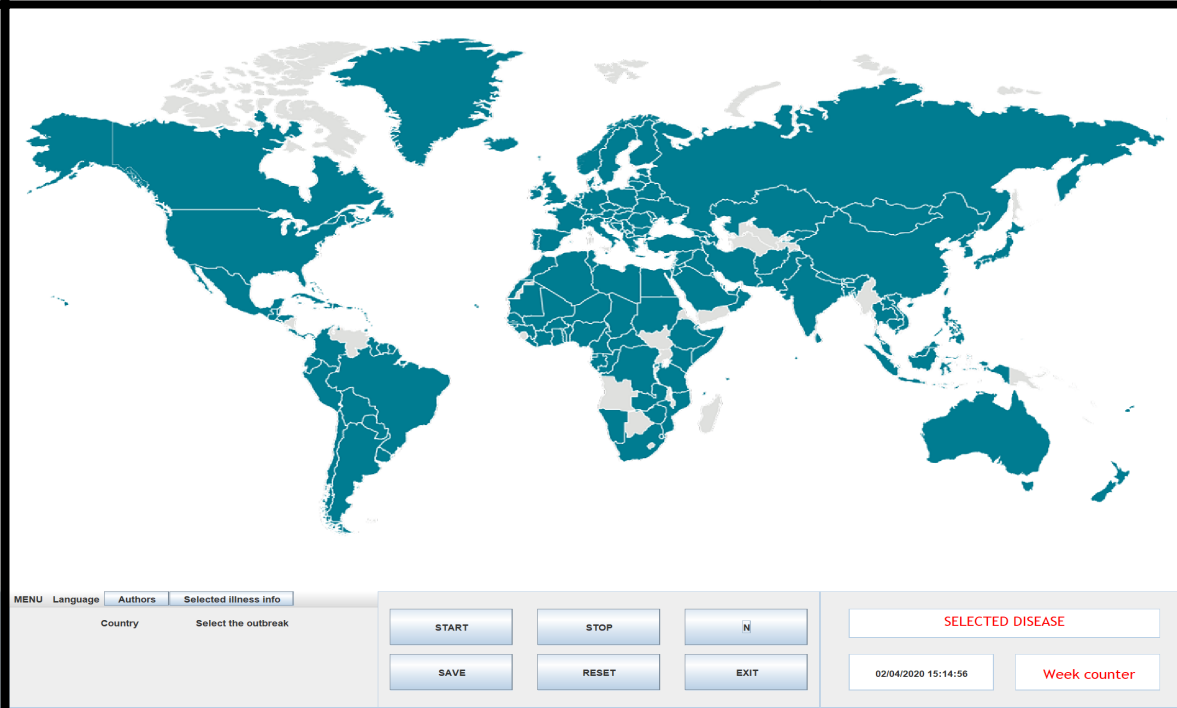 MENU Language Authors Selected illness info
Country Select the outbreak
START STOP N
SAVE RESET EXIT
SELECTED DISEASE
02/04/2020 15:14:56 Week counter